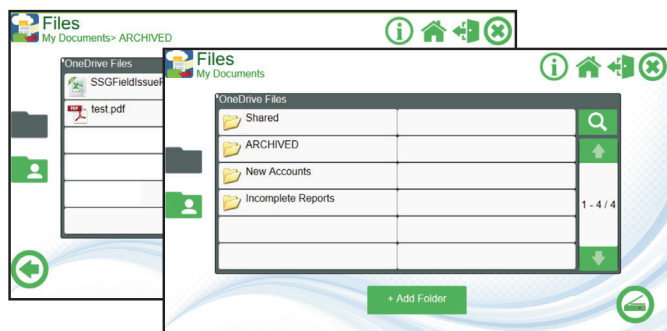 Files
My Documents> ARCHIVED
OneDrive Files
SSGFieldIssueR
test.pdf
Files
My Documents
OneDrive Files
Shared
ARCHIVED
New Accounts
Incomplete Reports
1 - 4 / 4
+ Add Folder